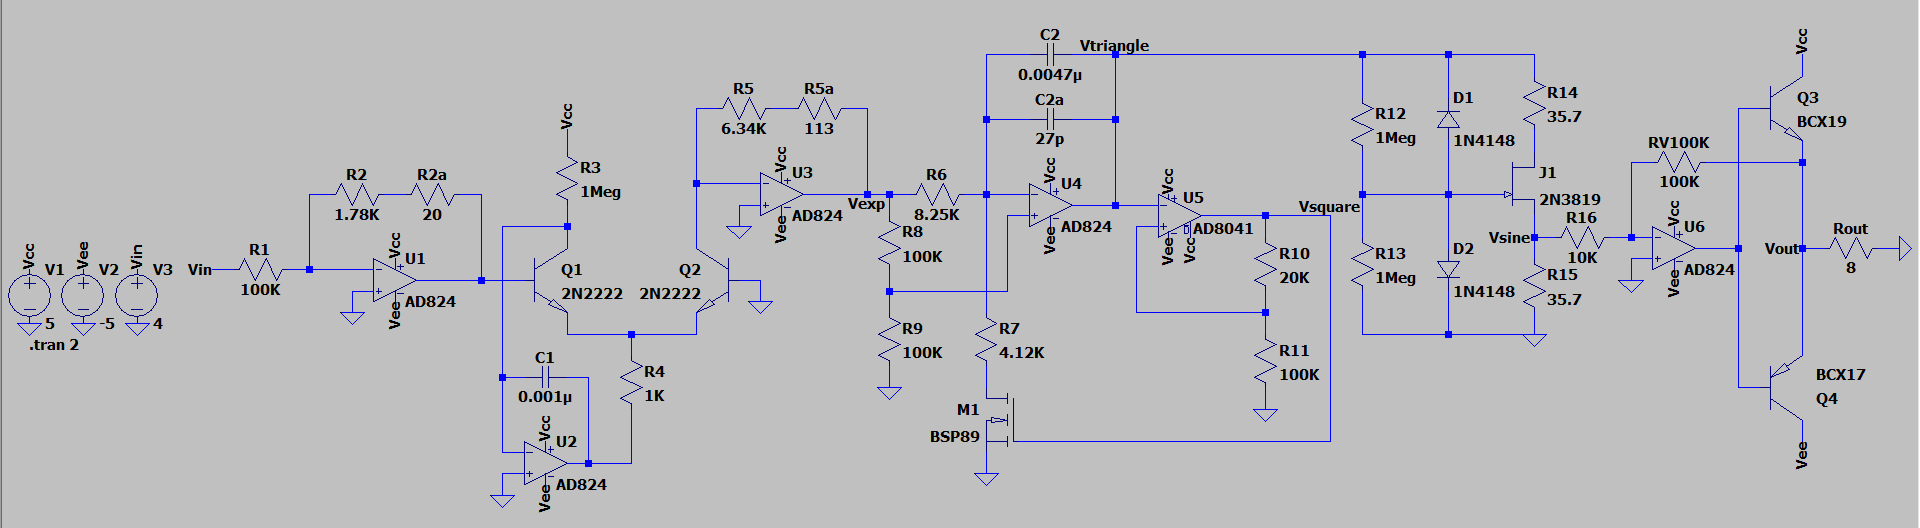 Vcc
V1
5
Vee
V2
-5
Vin
V3
4
.tran 2
Vin
R1
100K
R2
1.78K
R2a
20
Vcc
U1
AD824
Vee
Vcc
R3
1Meg
Q1
2N2222
Q2
2N2222
C1
0.001µ
R4
1K
Vcc
U2
AD824
Vee
R5
6.34K
R5a
113
Vcc
U3
AD824
Vee
Vexp
R6
8.25K
R8
100K
R9
100K
C2
0.0047µ
C2a
27p
Vtriangle
Vcc
U4
AD824
Vee
R7
4.12K
M1
BSP89
Vcc
U5
AD8041
Vee
Vcc
Vsquare
R10
20K
R11
100K
R12
1Meg
R13
1Meg
D1
1N4148
D2
1N4148
R14
35.7
J1
2N3819
Vsine
R15
35.7
R16
10K
RV100K
100K
Vcc
U6
AD824
Vee
Vcc
Q3
BCX19
Vout
Rout
8
BCX17
Q4
Vee